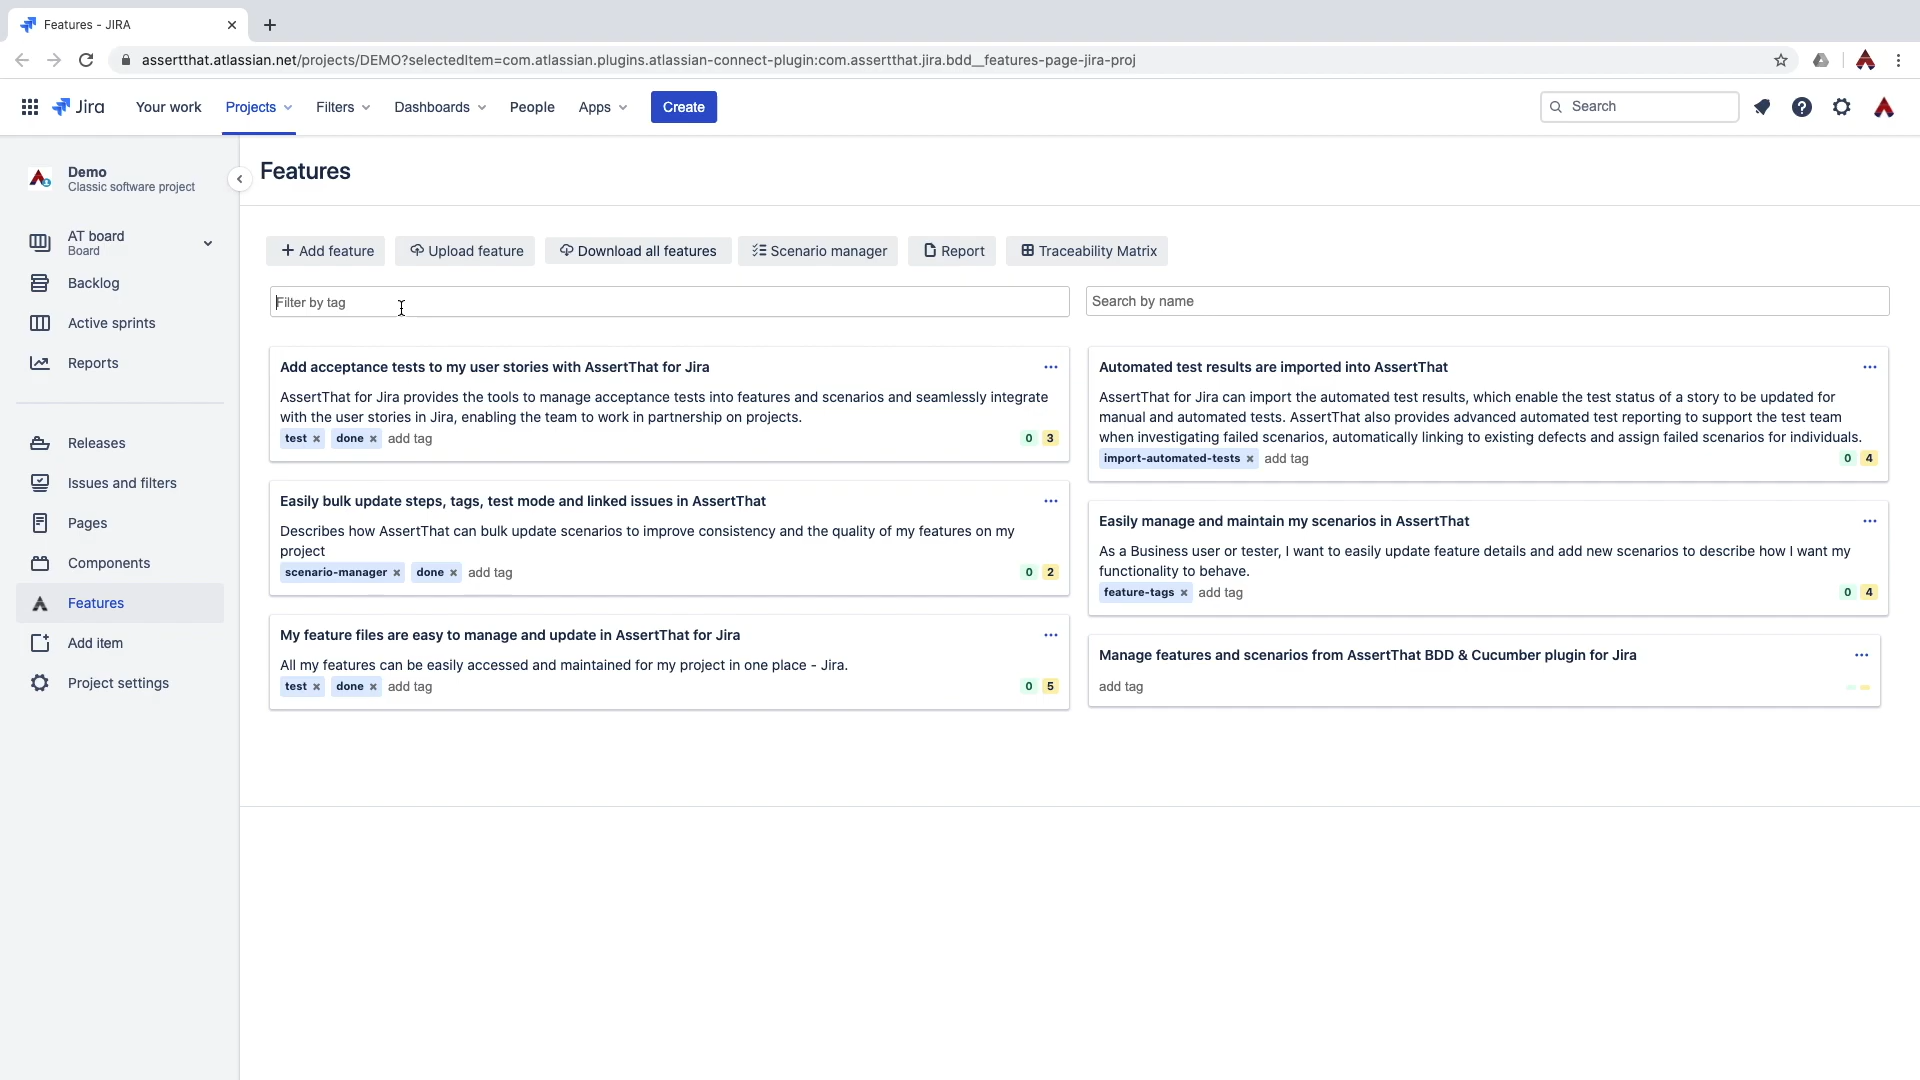 Features - JIRA
assertthat.atlassian.net/projects/DEMO?selectedItem=com.atlassian.plugins.atlassian-connect-plugin:com.assertthat.jira.bdd__features-page-jira-proj
Jira
Your work
Projects
Filters
Dashboards
People
Apps
Create
Search
Demo
Classic software project
AT board
Board
Backlog
Active sprints
Reports
Releases
Issues and filters
Pages
Components
Features
Add item
Project settings
Features
+ Add feature
Upload feature
Download all features
Scenario manager
Report
Traceability Matrix
Filter by tag
Search by name
Add acceptance tests to my user stories with AssertThat for Jira
AssertThat for Jira provides the tools to manage acceptance tests into features and scenarios and seamlessly integrate
with the user stories in Jira, enabling the team to work in partnership on projects.
test × done × add tag 0 3
Easily bulk update steps, tags, test mode and linked issues in AssertThat
Describes how AssertThat can bulk update scenarios to improve consistency and the quality of my features on my
project
scenario-manager × done × add tag 0 2
My feature files are easy to manage and update in AssertThat for Jira
All my features can be easily accessed and maintained for my project in one place - Jira.
test × done × add tag 0 5
Automated test results are imported into AssertThat
AssertThat for Jira can import the automated test results, which enable the test status of a story to be updated for
manual and automated tests. AssertThat also provides advanced automated test reporting to support the test team
when investigating failed scenarios, automatically linking to existing defects and assign failed scenarios for individuals.
import-automated-tests × add tag 0 4
Easily manage and maintain my scenarios in AssertThat
As a Business user or tester, I want to easily update feature details and add new scenarios to describe how I want my
functionality to behave.
feature-tags × add tag 0 4
Manage features and scenarios from AssertThat BDD & Cucumber plugin for Jira
add tag